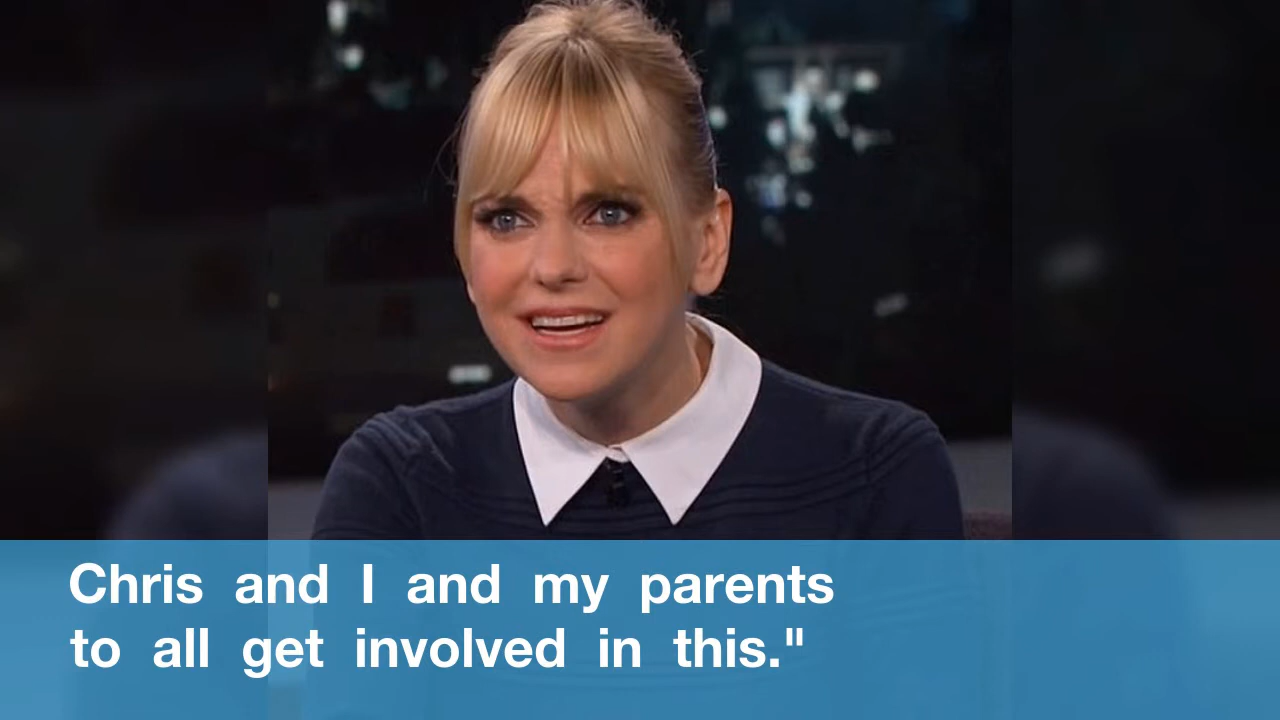 Chris and I and my parents
to all get involved in this."